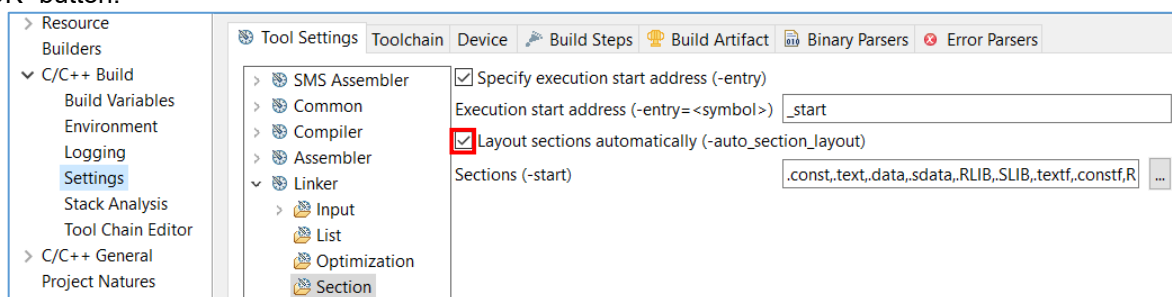 OK" button.
Resource
Builders
C/C++ Build
Build Variables
Environment
Logging
Settings
Stack Analysis
Tool Chain Editor
C/C++ General
Project Natures
Tool Settings Toolchain Device Build Steps Build Artifact Binary Parsers Error Parsers
SMS Assembler
Common
Compiler
Assembler
Linker
Input
List
Optimization
Section
Specify execution start address (-entry)
Execution start address (-entry=<symbol>) _start
Layout sections automatically (-auto_section_layout)
Sections (-start) .const,.text,.data,.sdata,.RLIB,.SLIB,.textf,.constf,R ...